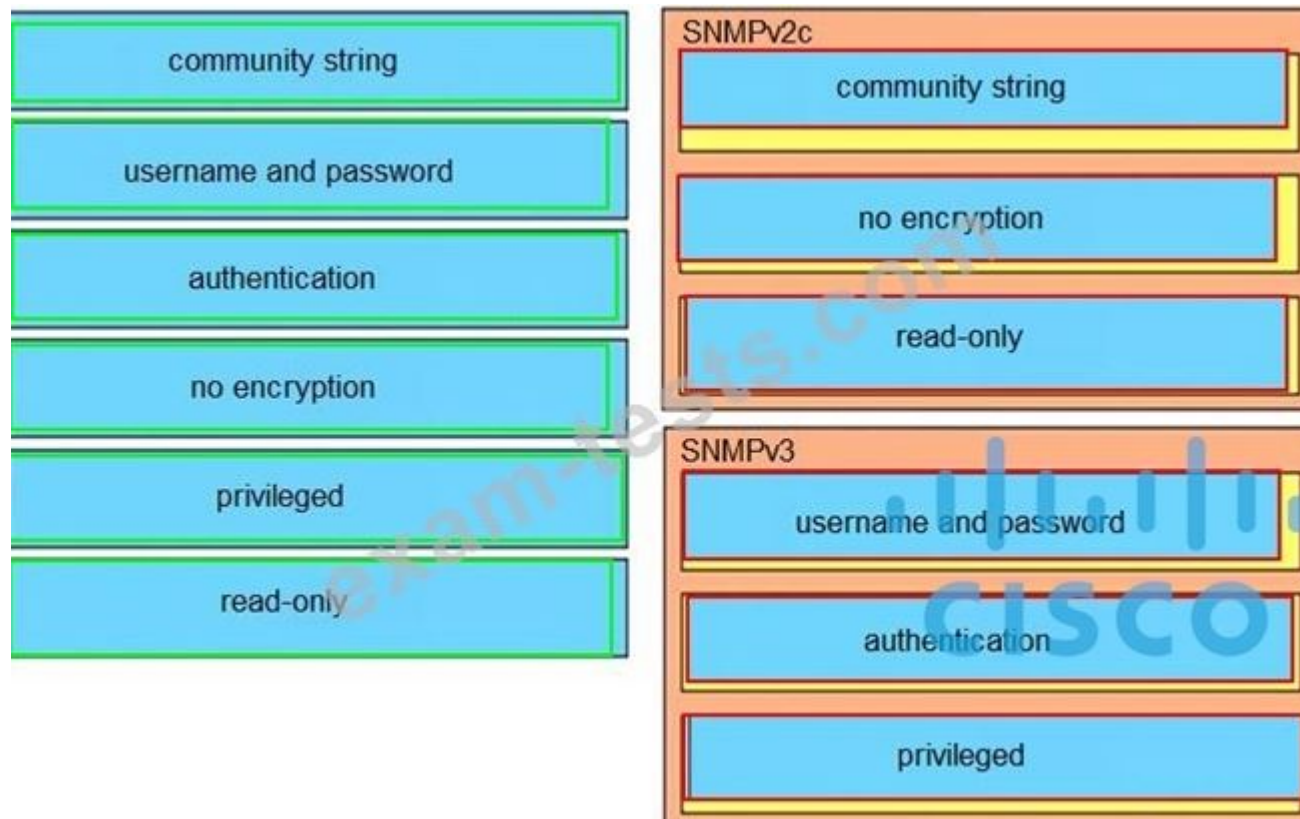 community string
username and password
authentication
no encryption
privileged
read-only
SNMPv2c
community string
no encryption
read-only
SNMPv3
username and password
authentication
privileged
exam-tests.com
CISCO